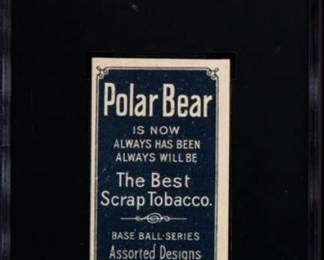 Polar Bear
IS NOW
ALWAYS HAS BEEN
ALWAYS WILL BE
The Best
Scrap Tobacco.
BASE BALL-SERIES
Assorted Designs